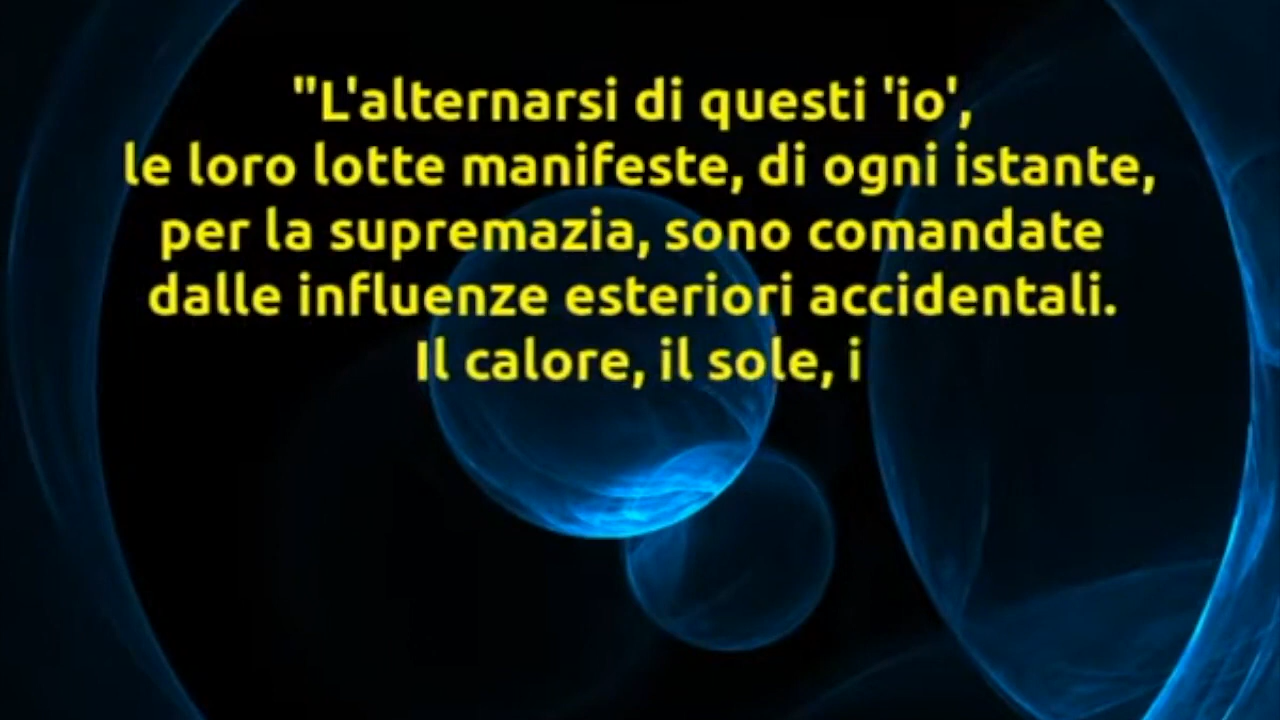 "L'alternarsi di questi 'io',
le loro lotte manifeste, di ogni istante,
per la supremazia, sono comandate
dalle influenze esteriori accidentali.
Il calore, il sole, i